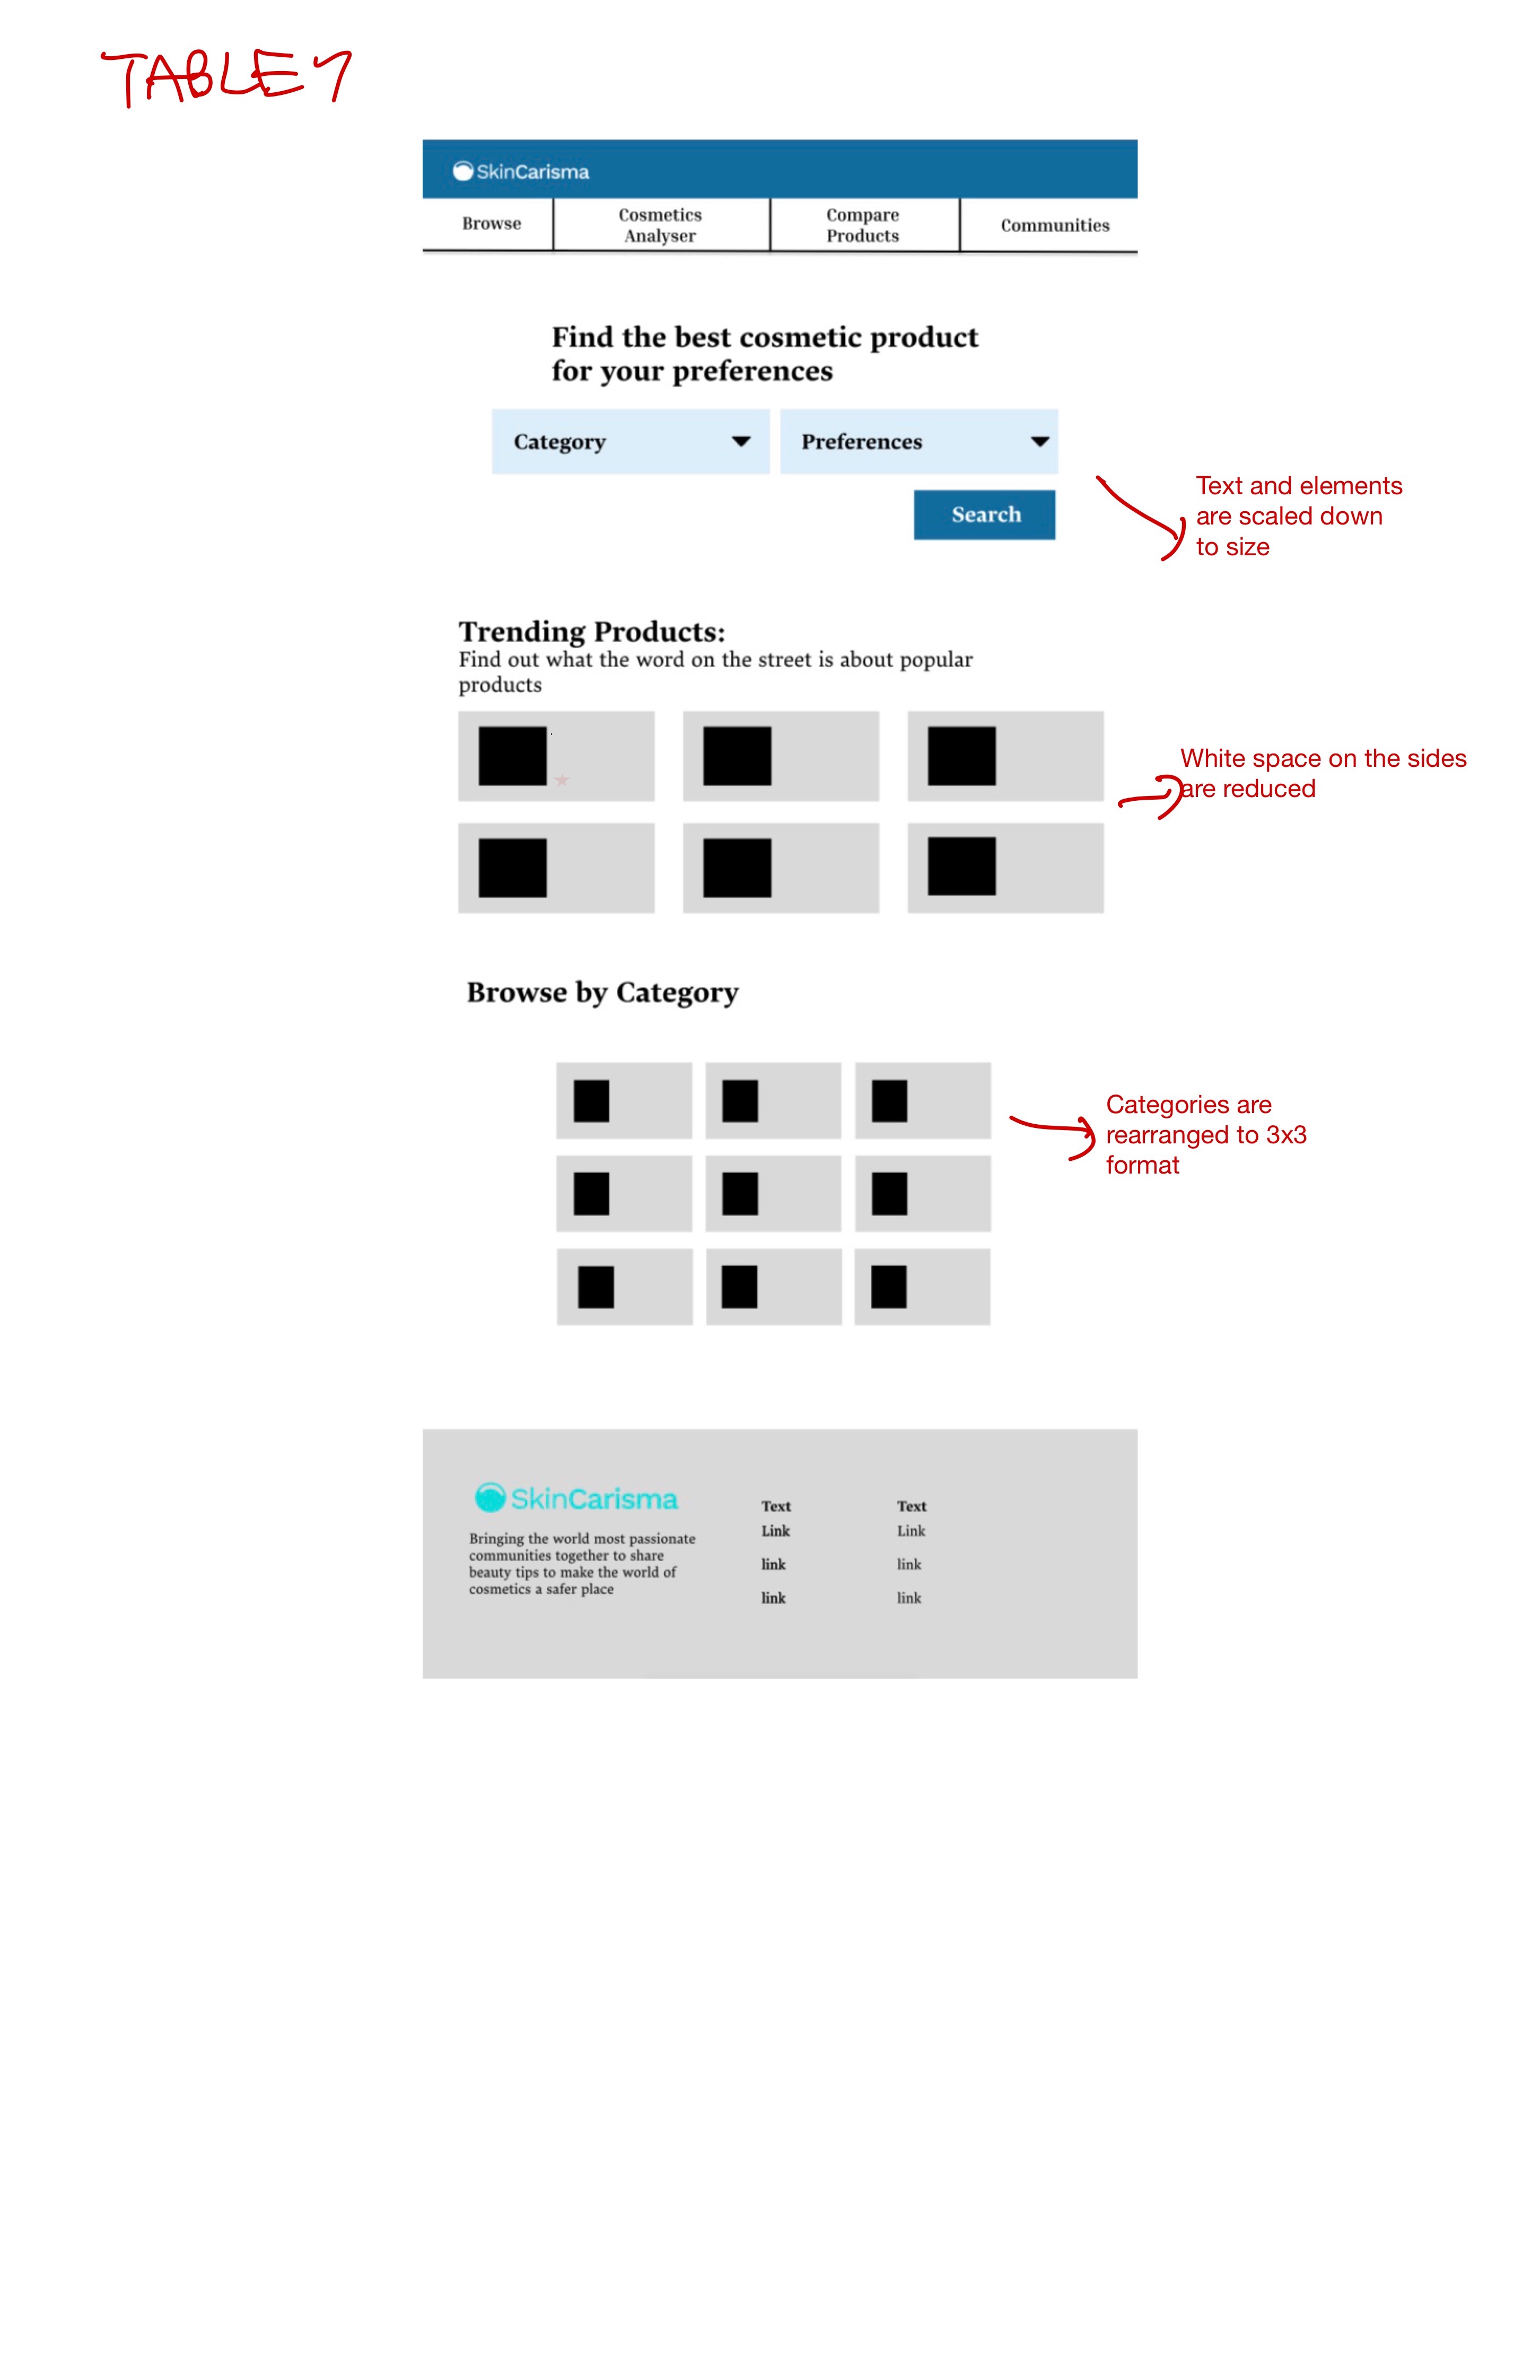 TABLET
SkinCarisma
Browse
Cosmetics
Analyser
Compare
Products
Communities
Find the best cosmetic product
for your preferences
Category
Preferences
Search
Text and elements
are scaled down
to size
Trending Products:
Find out what the word on the street is about popular
products
White space on the sides
are reduced
Browse by Category
Categories are
rearranged to 3x3
format
SkinCarisma
Bringing the world most passionate
communities together to share
beauty tips to make the world of
cosmetics a safer place
Text
Link
link
link
Text
Link
link
link